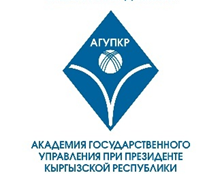 АГУПКР
АКАДЕМИЯ ГОСУДАРСТВЕННОГО
УПРАВЛЕНИЯ ПРИ ПРЕЗИДЕНТЕ
КЫРГЫЗСКОЙ РЕСПУБЛИКИ